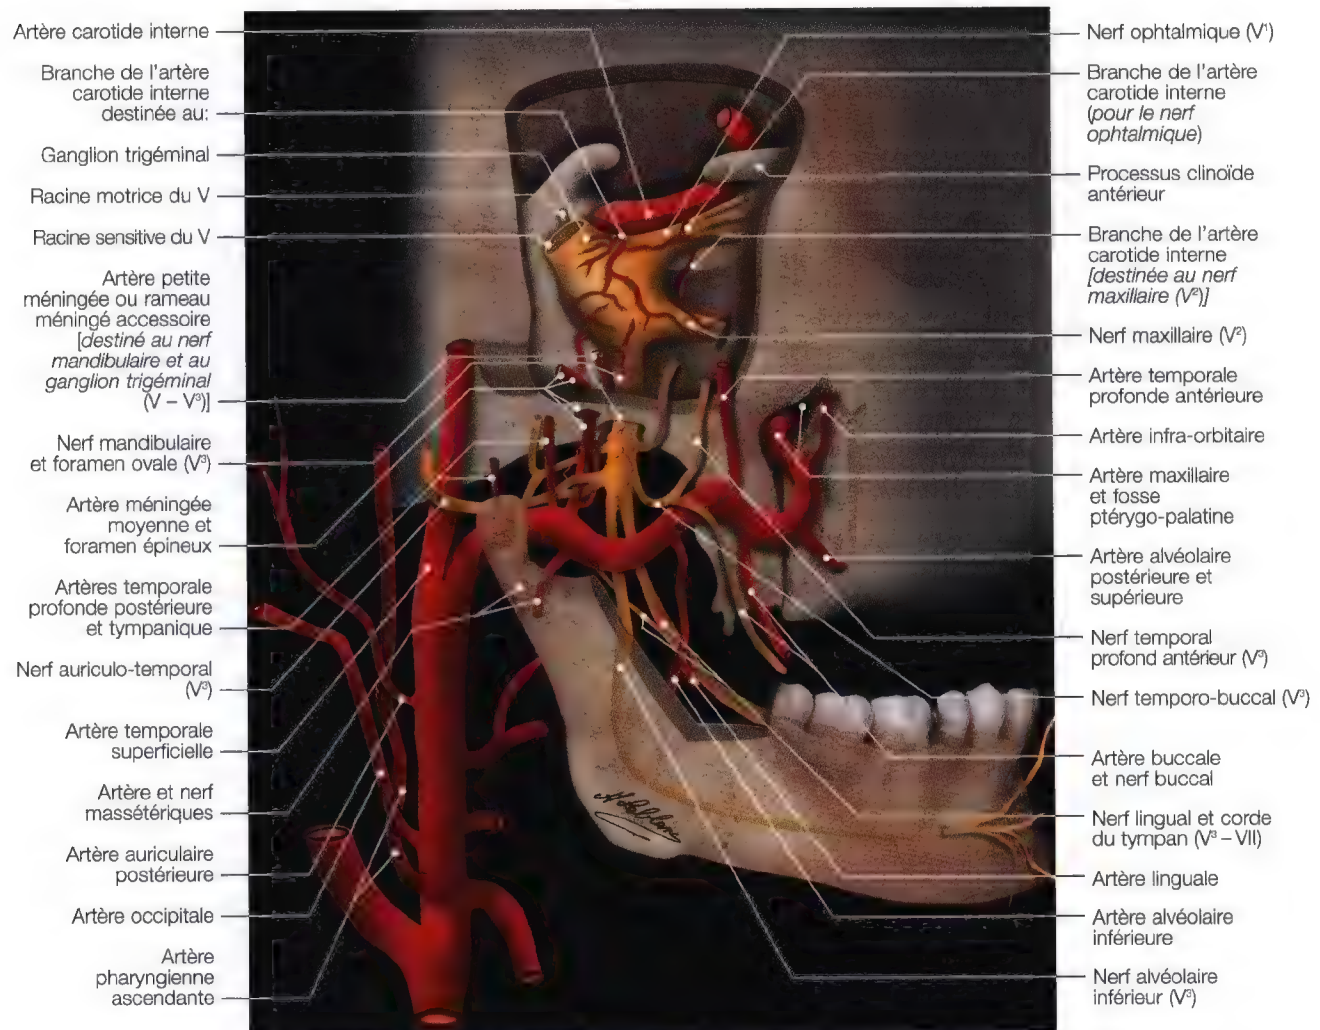 Artère carotide interne
Branche de l'artère
carotide interne
destinée au:
Ganglion trigéminal
Racine motrice du V
Racine sensitive du V
Artère petite
méningée ou rameau
méningé accessoire
[destiné au nerf
mandibulaire et au
ganglion trigéminal
(V – V³)]
Nerf mandibulaire
et foramen ovale (V³)
Artère méningée
moyenne et
foramen épineux
Artères temporale
profonde postérieure
et tympanique
Nerf auriculo-temporal
(V³)
Artère temporale
superficielle
Artère et nerf
massétériques
Artère auriculaire
postérieure
Artère occipitale
Artère
pharyngienne
ascendante
Nerf ophtalmique (V¹)
Branche de l'artère
carotide interne
(pour le nerf
ophtalmique)
Processus clinoïde
antérieur
Branche de l'artère
carotide interne
[destinée au nerf
maxillaire (V²)]
Nerf maxillaire (V²)
Artère temporale
profonde antérieure
Artère infra-orbitaire
Artère maxillaire
et fosse
ptérygo-palatine
Artère alvéolaire
postérieure et
supérieure
Nerf temporal
profond antérieur (V³)
Nerf temporo-buccal (V³)
Artère buccale
et nerf buccal
Nerf lingual et corde
du tympan (V³ – VII)
Artère linguale
Artère alvéolaire
inférieure
Nerf alvéolaire
inférieur (V³)